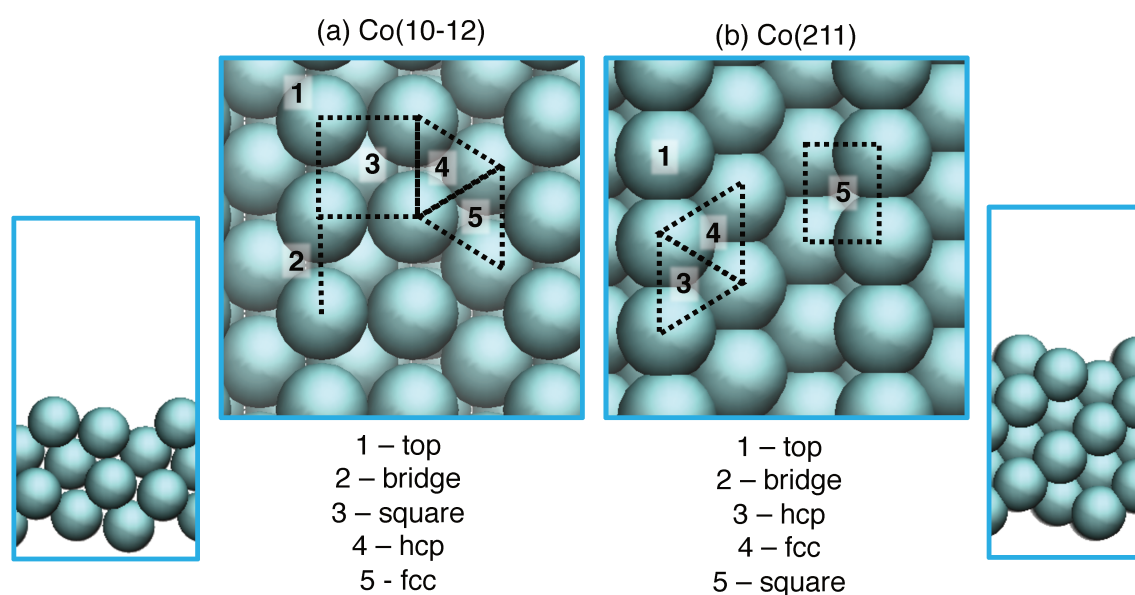 (a) Co(10-12)
(b) Co(211)
1
3
4
5
2
1
5
4
3
1 – top
2 – bridge
3 – square
4 – hcp
5 - fcc
1 – top
2 – bridge
3 – hcp
4 – fcc
5 – square